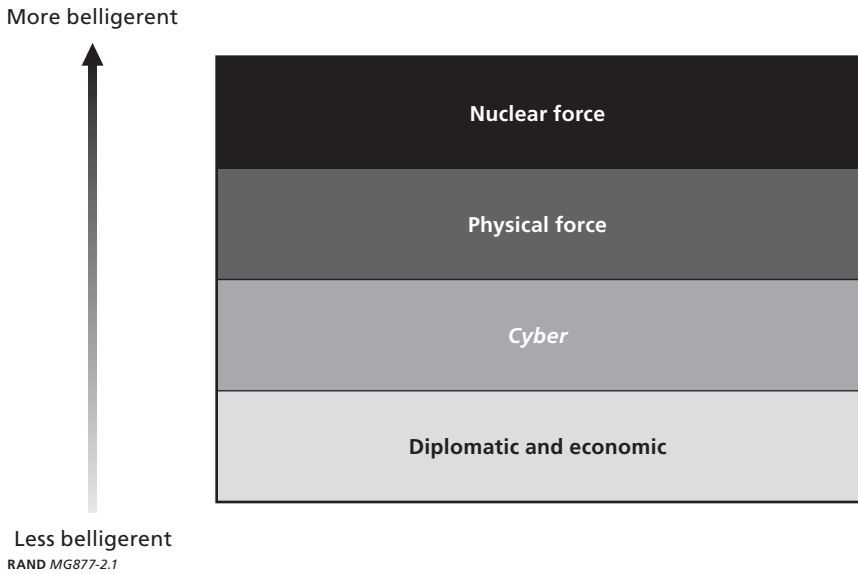 More belligerent
Nuclear force
Physical force
Cyber
Diplomatic and economic
Less belligerent
RAND MG877-2.1